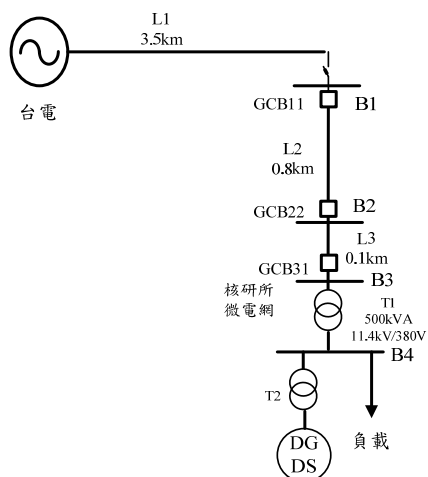 L1
3.5km
台電
GCB11
B1
L2
0.8km
GCB22
B2
L3
0.1km
GCB31
B3
核研所
微電網
T1
500kVA
11.4kV/380V
B4
T2
負載
DG
DS